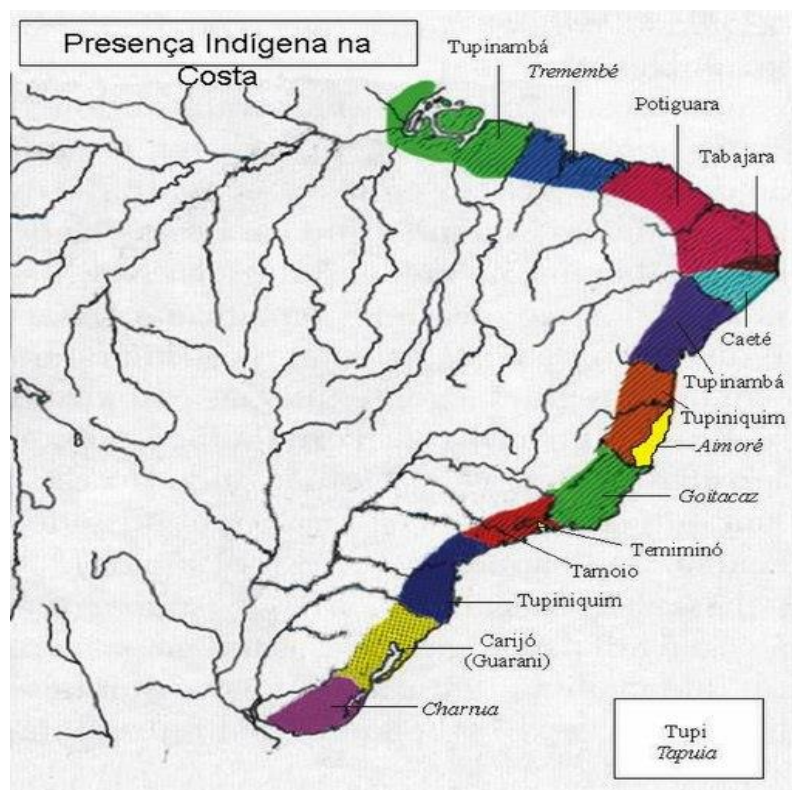 Presença Indígena na
Costa
Tupinambá
Tremembé
Potiguara
Tabajara
Caeté
Tupinambá
Tupiniquim
Aimoré
Goitacaz
Temiminó
Tamoio
Tupiniquim
Carijó
(Guarani)
Charrua
Tupi
Tapuia